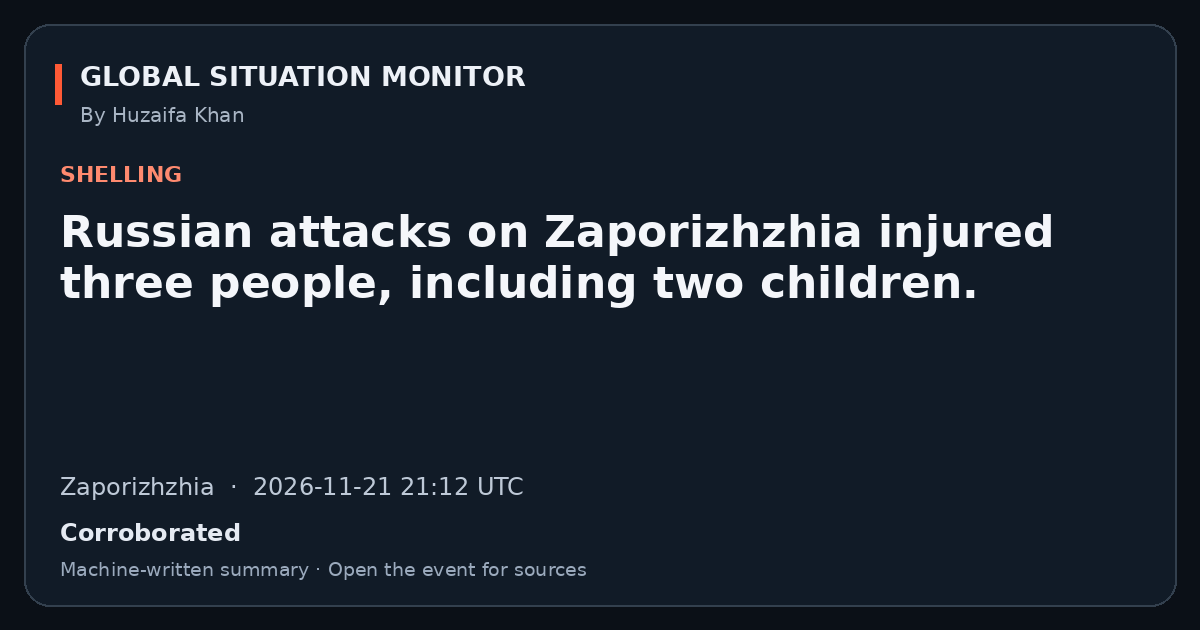 GLOBAL SITUATION MONITOR
By Huzaifa Khan
SHELLING
Russian attacks on Zaporizhzhia injured
three people, including two children.
Zaporizhzhia · 2026-11-21 21:12 UTC
Corroborated
Machine-written summary · Open the event for sources